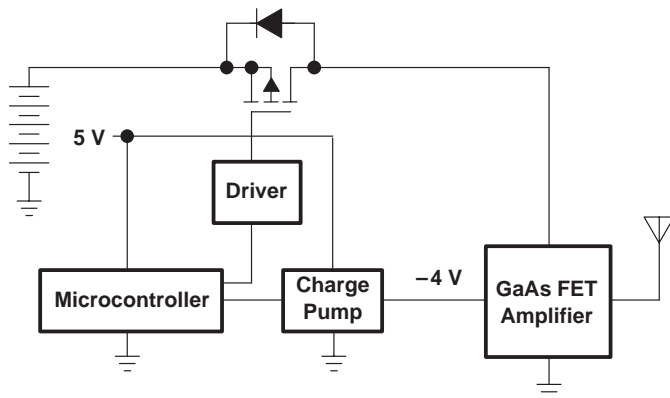 5 V
Driver
Microcontroller
Charge
Pump
–4 V
GaAs FET
Amplifier